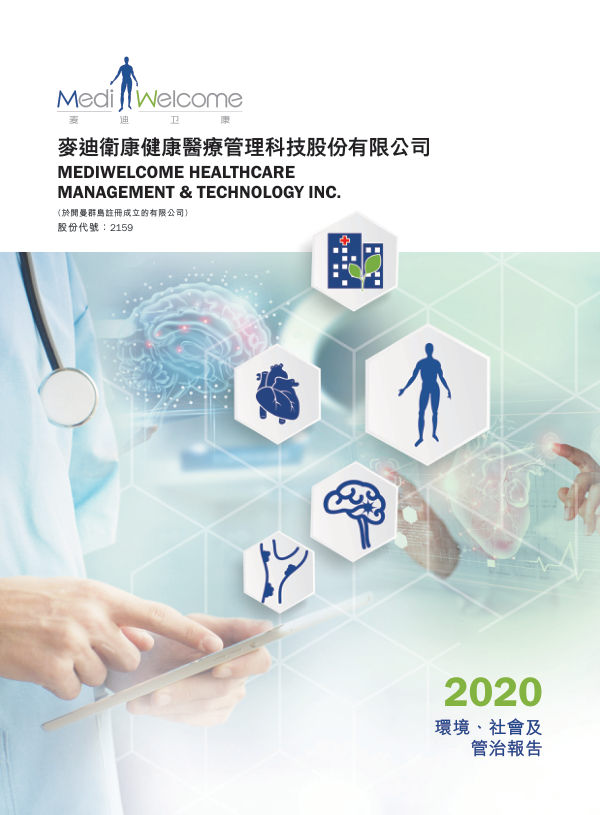 Medi Welcome
麥迪卫康
麥迪衛康健康醫療管理科技股份有限公司
MEDIWELCOME HEALTHCARE
MANAGEMENT & TECHNOLOGY INC.
（於開曼群島註冊成立的有限公司）
股份代號：2159
2020
環境、社會及
管治報告